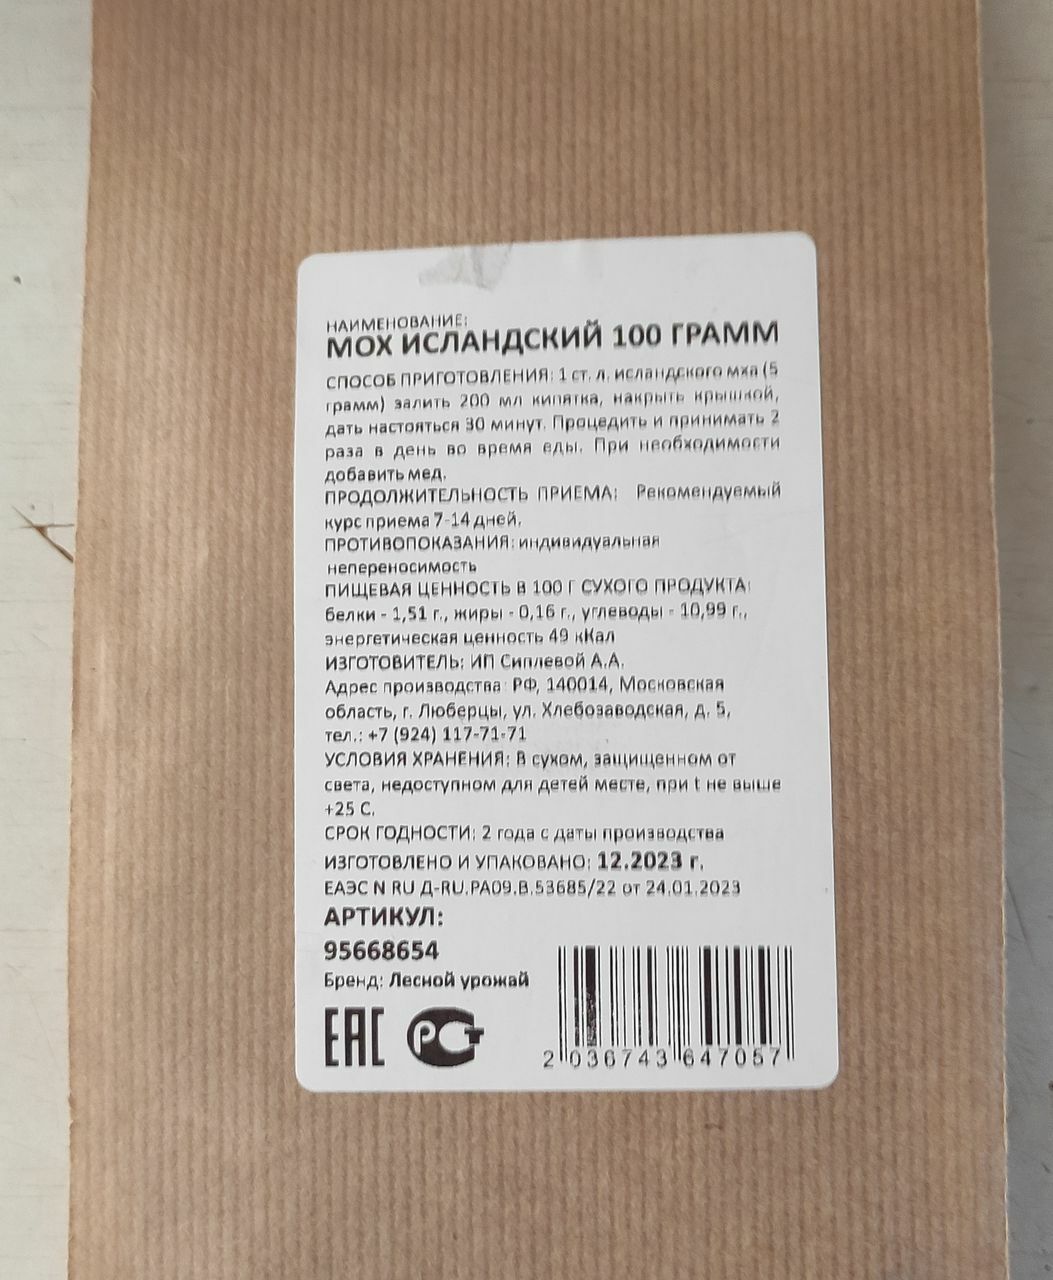 НАИМЕНОВАНИЕ:
МОХ ИСЛАНДСКИЙ 100 ГРАММ
СПОСОБ ПРИГОТОВЛЕНИЯ: 1 ст. л. исландского мха (5
грамм) залить 200 мл кипятка, накрыть крышкой,
дать настояться 30 минут. Процедить и принимать 2
раза в день во время еды. При необходимости
добавить мед.
ПРОДОЛЖИТЕЛЬНОСТЬ ПРИЕМА: Рекомендуемый
курс приема 7-14 дней.
ПРОТИВОПОКАЗАНИЯ: индивидуальная
непереносимость
ПИЩЕВАЯ ЦЕННОСТЬ В 100 Г СУХОГО ПРОДУКТА:
белки - 1,51 г., жиры - 0,16 г., углеводы - 10,99 г.,
энергетическая ценность 49 кКал
ИЗГОТОВИТЕЛЬ: ИП Сиплевой А.А.
Адрес производства: РФ, 140014, Московская
область, г. Люберцы, ул. Хлебозаводская, д. 5,
тел.: +7 (924) 117-71-71
УСЛОВИЯ ХРАНЕНИЯ: В сухом, защищенном от
света, недоступном для детей месте, при t не выше
+25 С.
СРОК ГОДНОСТИ: 2 года с даты производства
ИЗГОТОВЛЕНО И УПАКОВАНО: 12.2023 г.
ЕАЭС N RU Д-RU.РА09.В.53685/22 от 24.01.2023
АРТИКУЛ:
95668654
Бренд: Лесной урожай
ЕАС РСТ
2 036743 647057